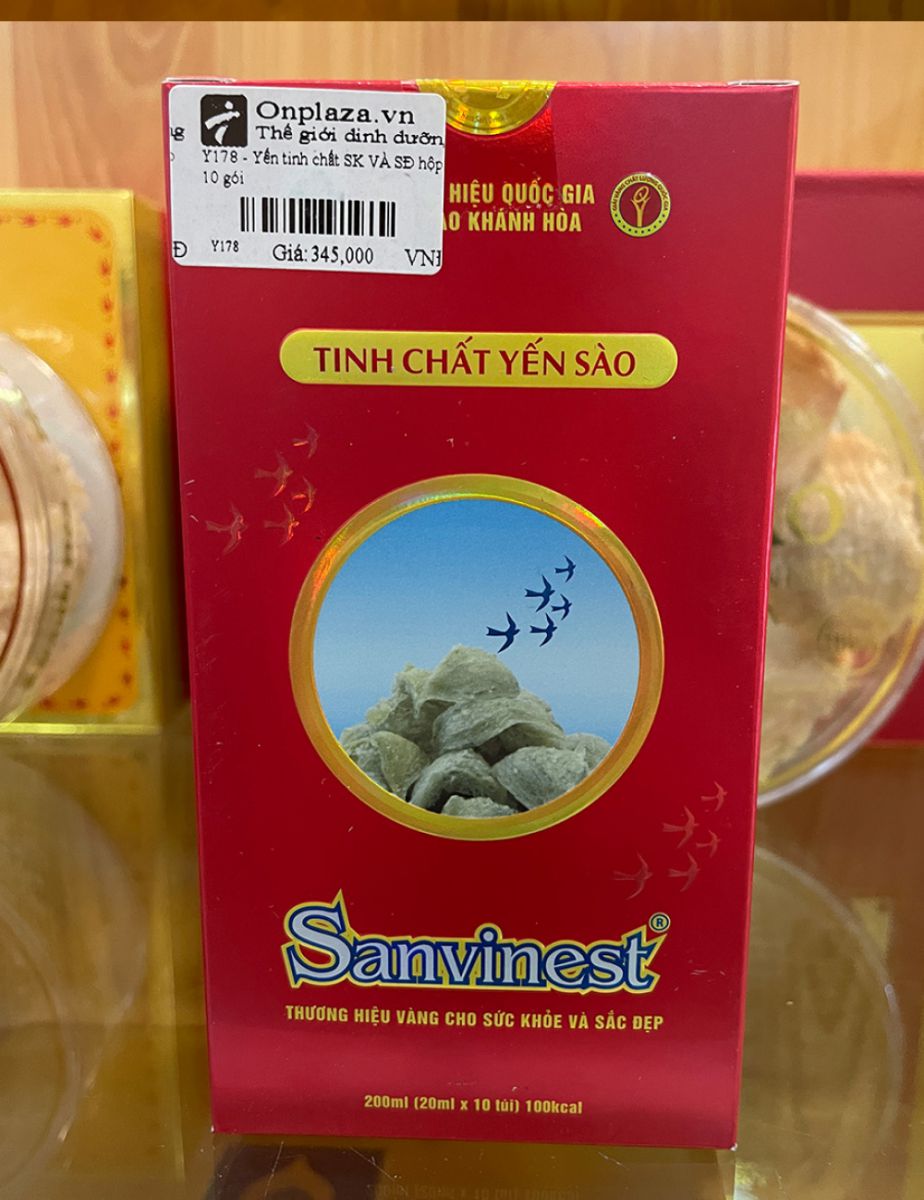 Onplaza.vn
Thế giới dinh dưỡn
Y178 - Yến tinh chất SK VÀ SĐ hộp
10 gói
Y178
Giá: 345,000
Đ
HIỆU QUỐC GIA
KHÁNH HÒA
TINH CHẤT YẾN SÀO
Sanvinest®
THƯƠNG HIỆU VÀNG CHO SỨC KHỎE VÀ SẮC ĐẸP
200ml (20ml x 10 túi) 100kcal